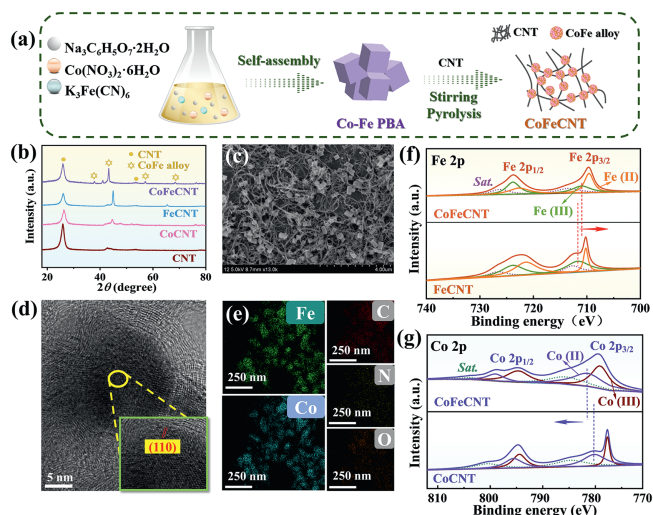 (a)
Na₃C₆H₅O₇·2H₂O
Co(NO₃)₂·6H₂O
K₃Fe(CN)₆
Self-assembly
Co-Fe PBA
CNT
Stirring
Pyrolysis
CNT
CoFe alloy
CoFeCNT
(b)
Intensity (a.u.)
CNT
CoFe alloy
CoFeCNT
FeCNT
CoCNT
CNT
20 40 60 80
2θ (degree)
(c)
12.5.0kV 8.7mm x13.0k
4.00um
(d)
(110)
5 nm
(e)
Fe
250 nm
Co
250 nm
C
250 nm
N
250 nm
O
250 nm
(f)
Fe 2p
Fe 2p₁/₂
Fe 2p₃/₂
Sat.
Fe (II)
Fe (III)
CoFeCNT
FeCNT
Intensity (a.u.)
740 730 720 710 700
Binding energy (eV)
(g)
Co 2p
Co 2p₁/₂
Co (II)
Co 2p₃/₂
Sat.
Co (III)
CoFeCNT
CoCNT
Intensity (a.u.)
810 800 790 780 770
Binding energy (eV)